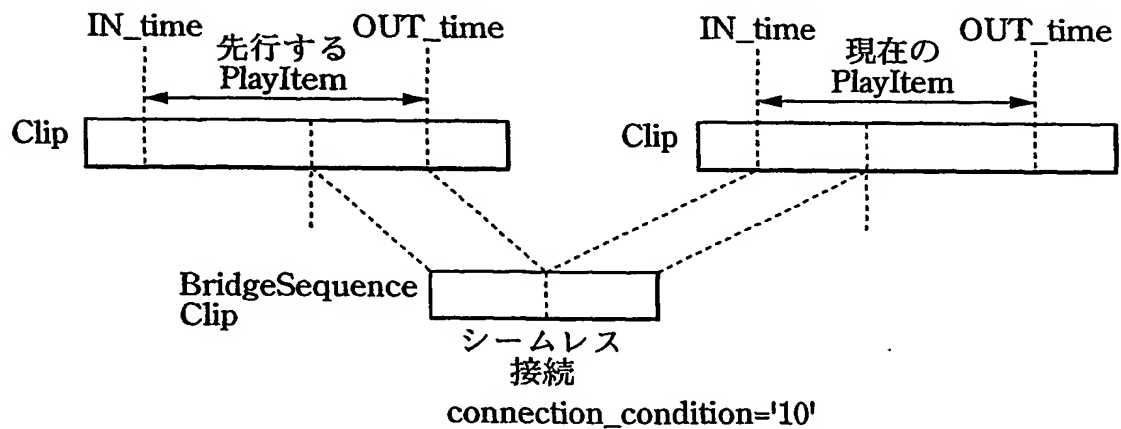 IN_time
先行する
PlayItem
OUT_time
IN_time
現在の
PlayItem
OUT_time
Clip
Clip
BridgeSequence
Clip
シームレス
接続
connection_condition='10'